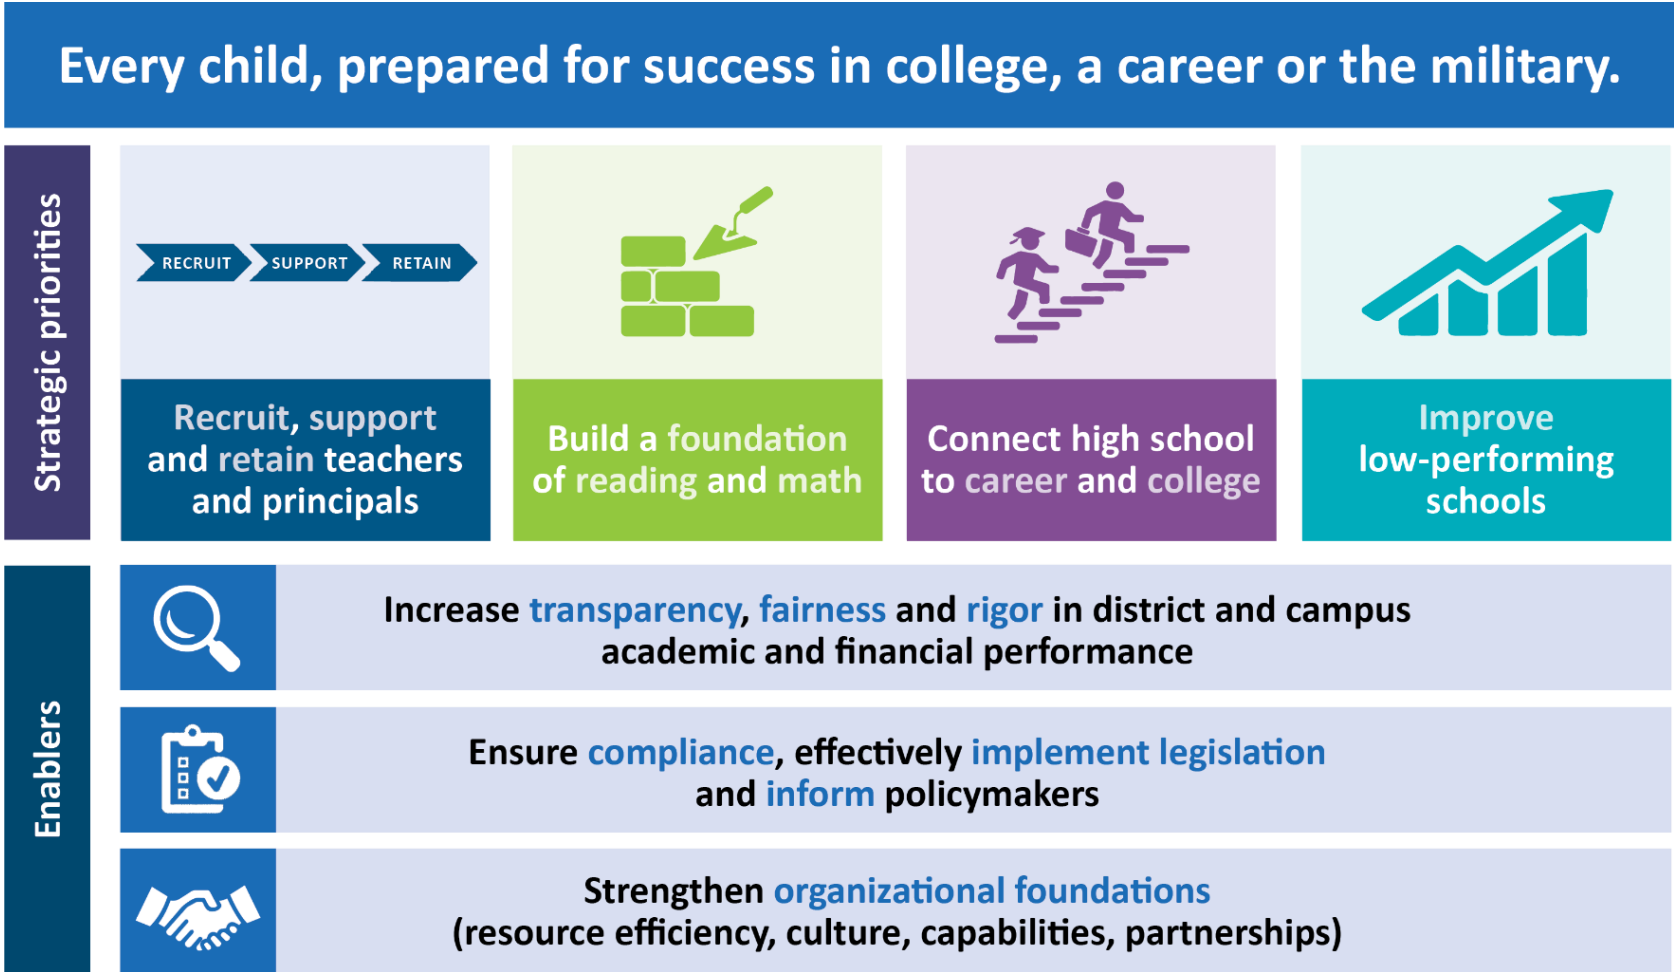 Every child, prepared for success in college, a career or the military.
Strategic priorities
RECRUIT SUPPORT RETAIN
Recruit, support
and retain teachers
and principals
Build a foundation
of reading and math
Connect high school
to career and college
Improve
low-performing
schools
Enablers
Increase transparency, fairness and rigor in district and campus
academic and financial performance
Ensure compliance, effectively implement legislation
and inform policymakers
Strengthen organizational foundations
(resource efficiency, culture, capabilities, partnerships)